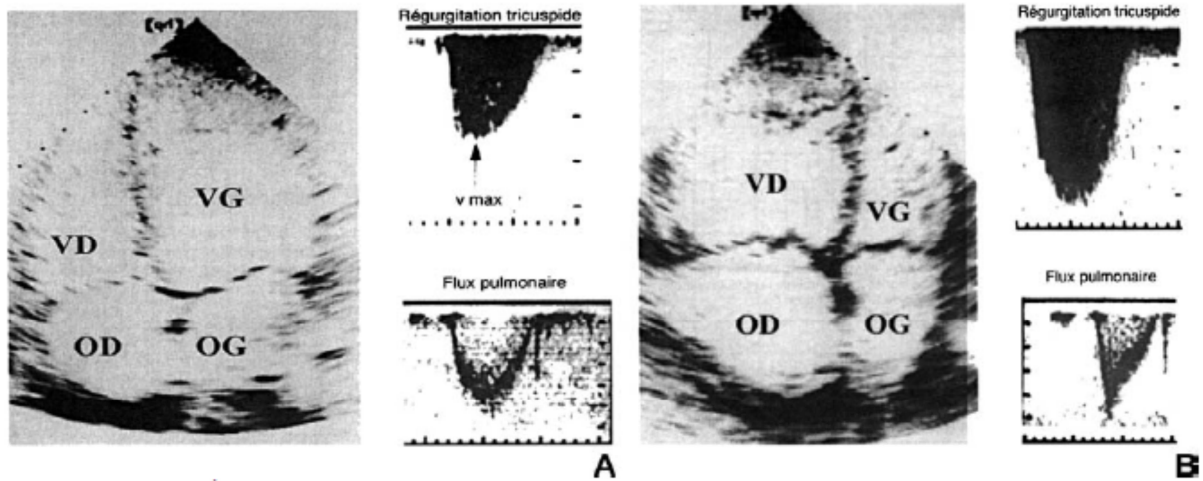 Régurgitation tricuspide
v max
VG
VD
OD
OG
Flux pulmonaire
A
Régurgitation tricuspide
VD
VG
OD
OG
Flux pulmonaire
B